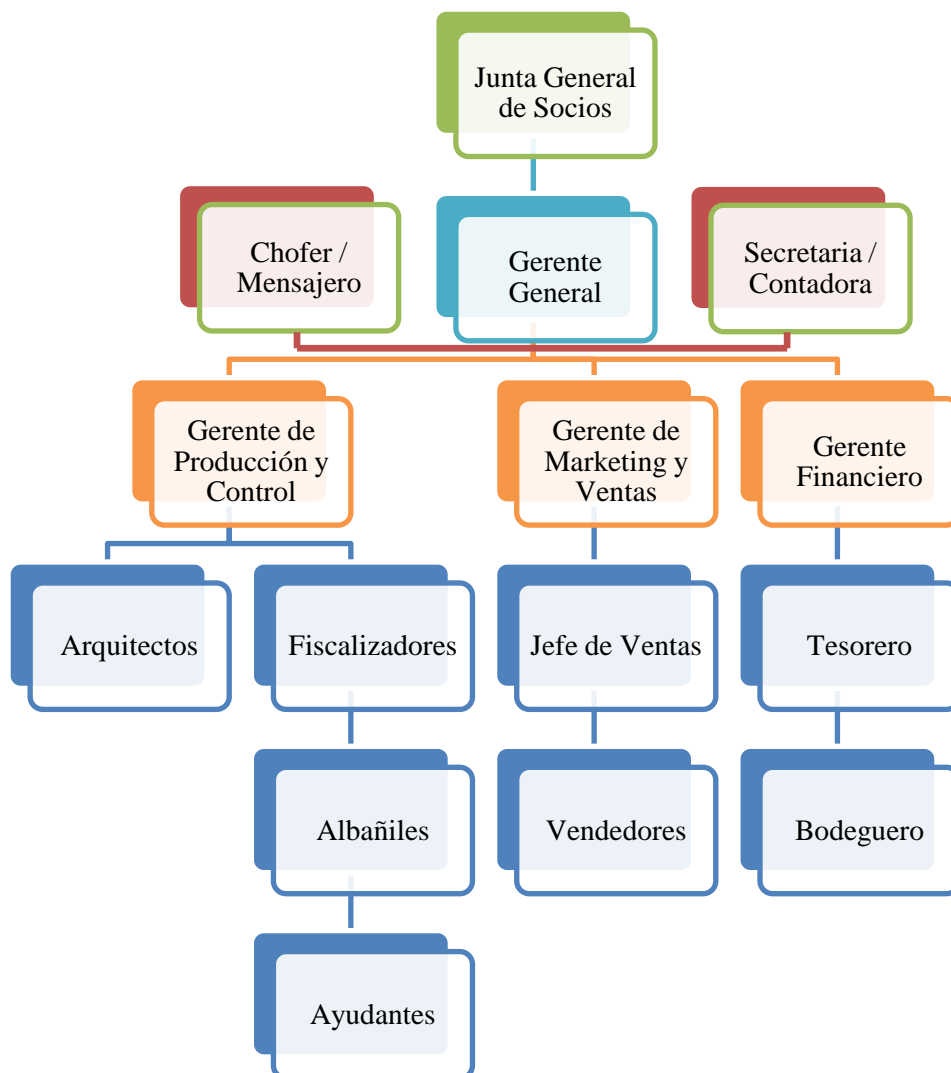 Junta General
de Socios
Chofer /
Mensajero
Gerente
General
Secretaria /
Contadora
Gerente de
Producción y
Control
Gerente de
Marketing y
Ventas
Gerente
Financiero
Arquitectos
Fiscalizadores
Jefe de Ventas
Tesorero
Albañiles
Vendedores
Bodeguero
Ayudantes